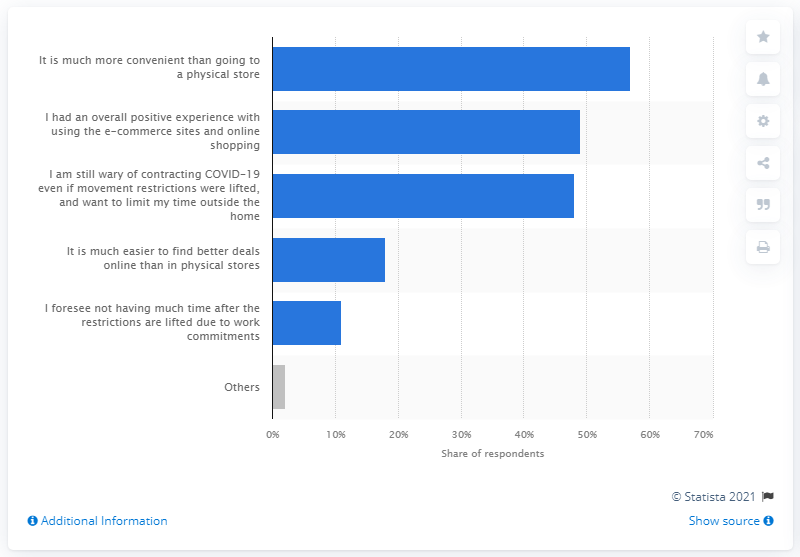 It is much more convenient than going to
a physical store
I had an overall positive experience with
using the e-commerce sites and online
shopping
I am still wary of contracting COVID-19
even if movement restrictions were lifted,
and want to limit my time outside the
home
It is much easier to find better deals
online than in physical stores
I foresee not having much time after the
restrictions are lifted due to work
commitments
Others
0% 10% 20% 30% 40% 50% 60% 70%
Share of respondents
© Statista 2021
Additional Information
Show source